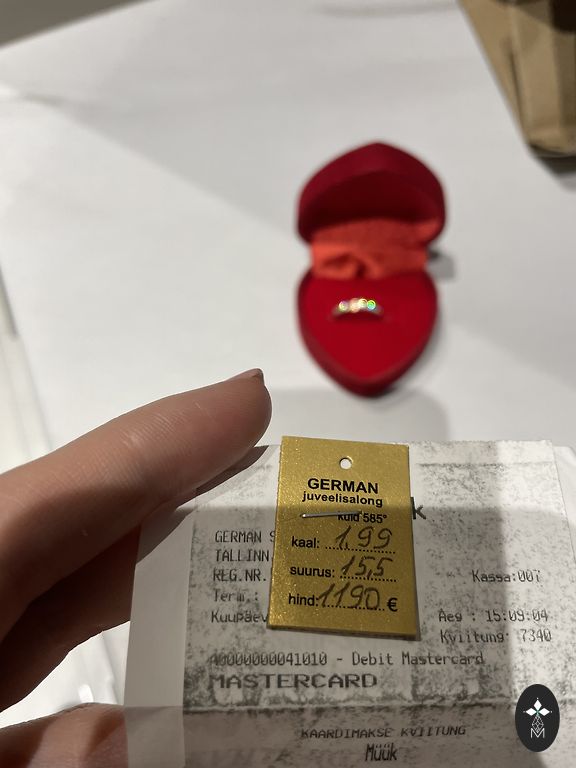 GERMAN
juveelisalong
kuld 585°
kaal: 1,99
suurus: 15,5
hind: 1190 €
k
GERMAN
TALLINN
REG.NR. Kassa:007
Term.:
Kuupäev Aeg : 15:09:04
Kviitung: 7340
A0000000041010 - Debit Mastercard
MASTERCARD
KAARDIMAKSE KVIITUNG
Müük
M